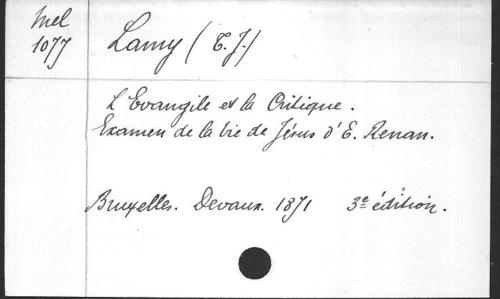 Mel
1077
Lamy (T. J.)
L'Evangile et la Critique.
Examen de la vie de Jésus d'E. Renan.
Bruxelles. Devaux. 1871 3e édition.